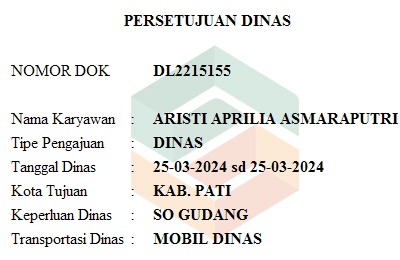 PERSETUJUAN DINAS
NOMOR DOK DL2215155
Nama Karyawan : ARISTI APRILIA ASMARAPUTRI
Tipe Pengajuan : DINAS
Tanggal Dinas : 25-03-2024 sd 25-03-2024
Kota Tujuan : KAB. PATI
Keperluan Dinas : SO GUDANG
Transportasi Dinas : MOBIL DINAS